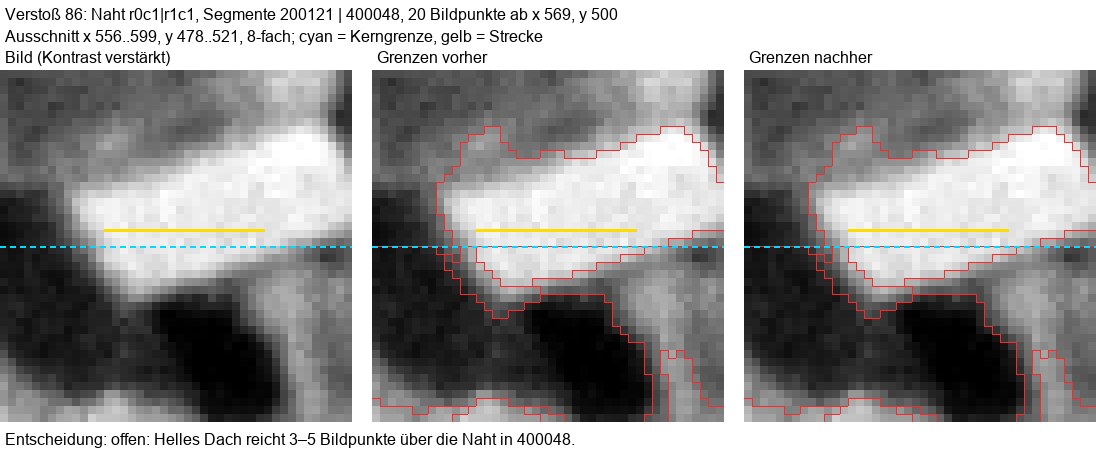 Verstoß 86: Naht r0c1|r1c1, Segmente 200121 | 400048, 20 Bildpunkte ab x 569, y 500
Ausschnitt x 556..599, y 478..521, 8-fach; cyan = Kerngrenze, gelb = Strecke
Bild (Kontrast verstärkt)
Grenzen vorher
Grenzen nachher
Entscheidung: offen: Helles Dach reicht 3–5 Bildpunkte über die Naht in 400048.